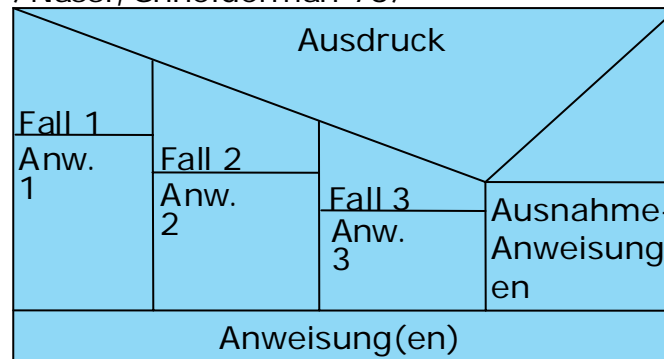 Ausdruck
Fall 1
Anw.
1
Fall 2
Anw.
2
Fall 3
Anw.
3
Ausnahme-
Anweisung
en
Anweisung(en)